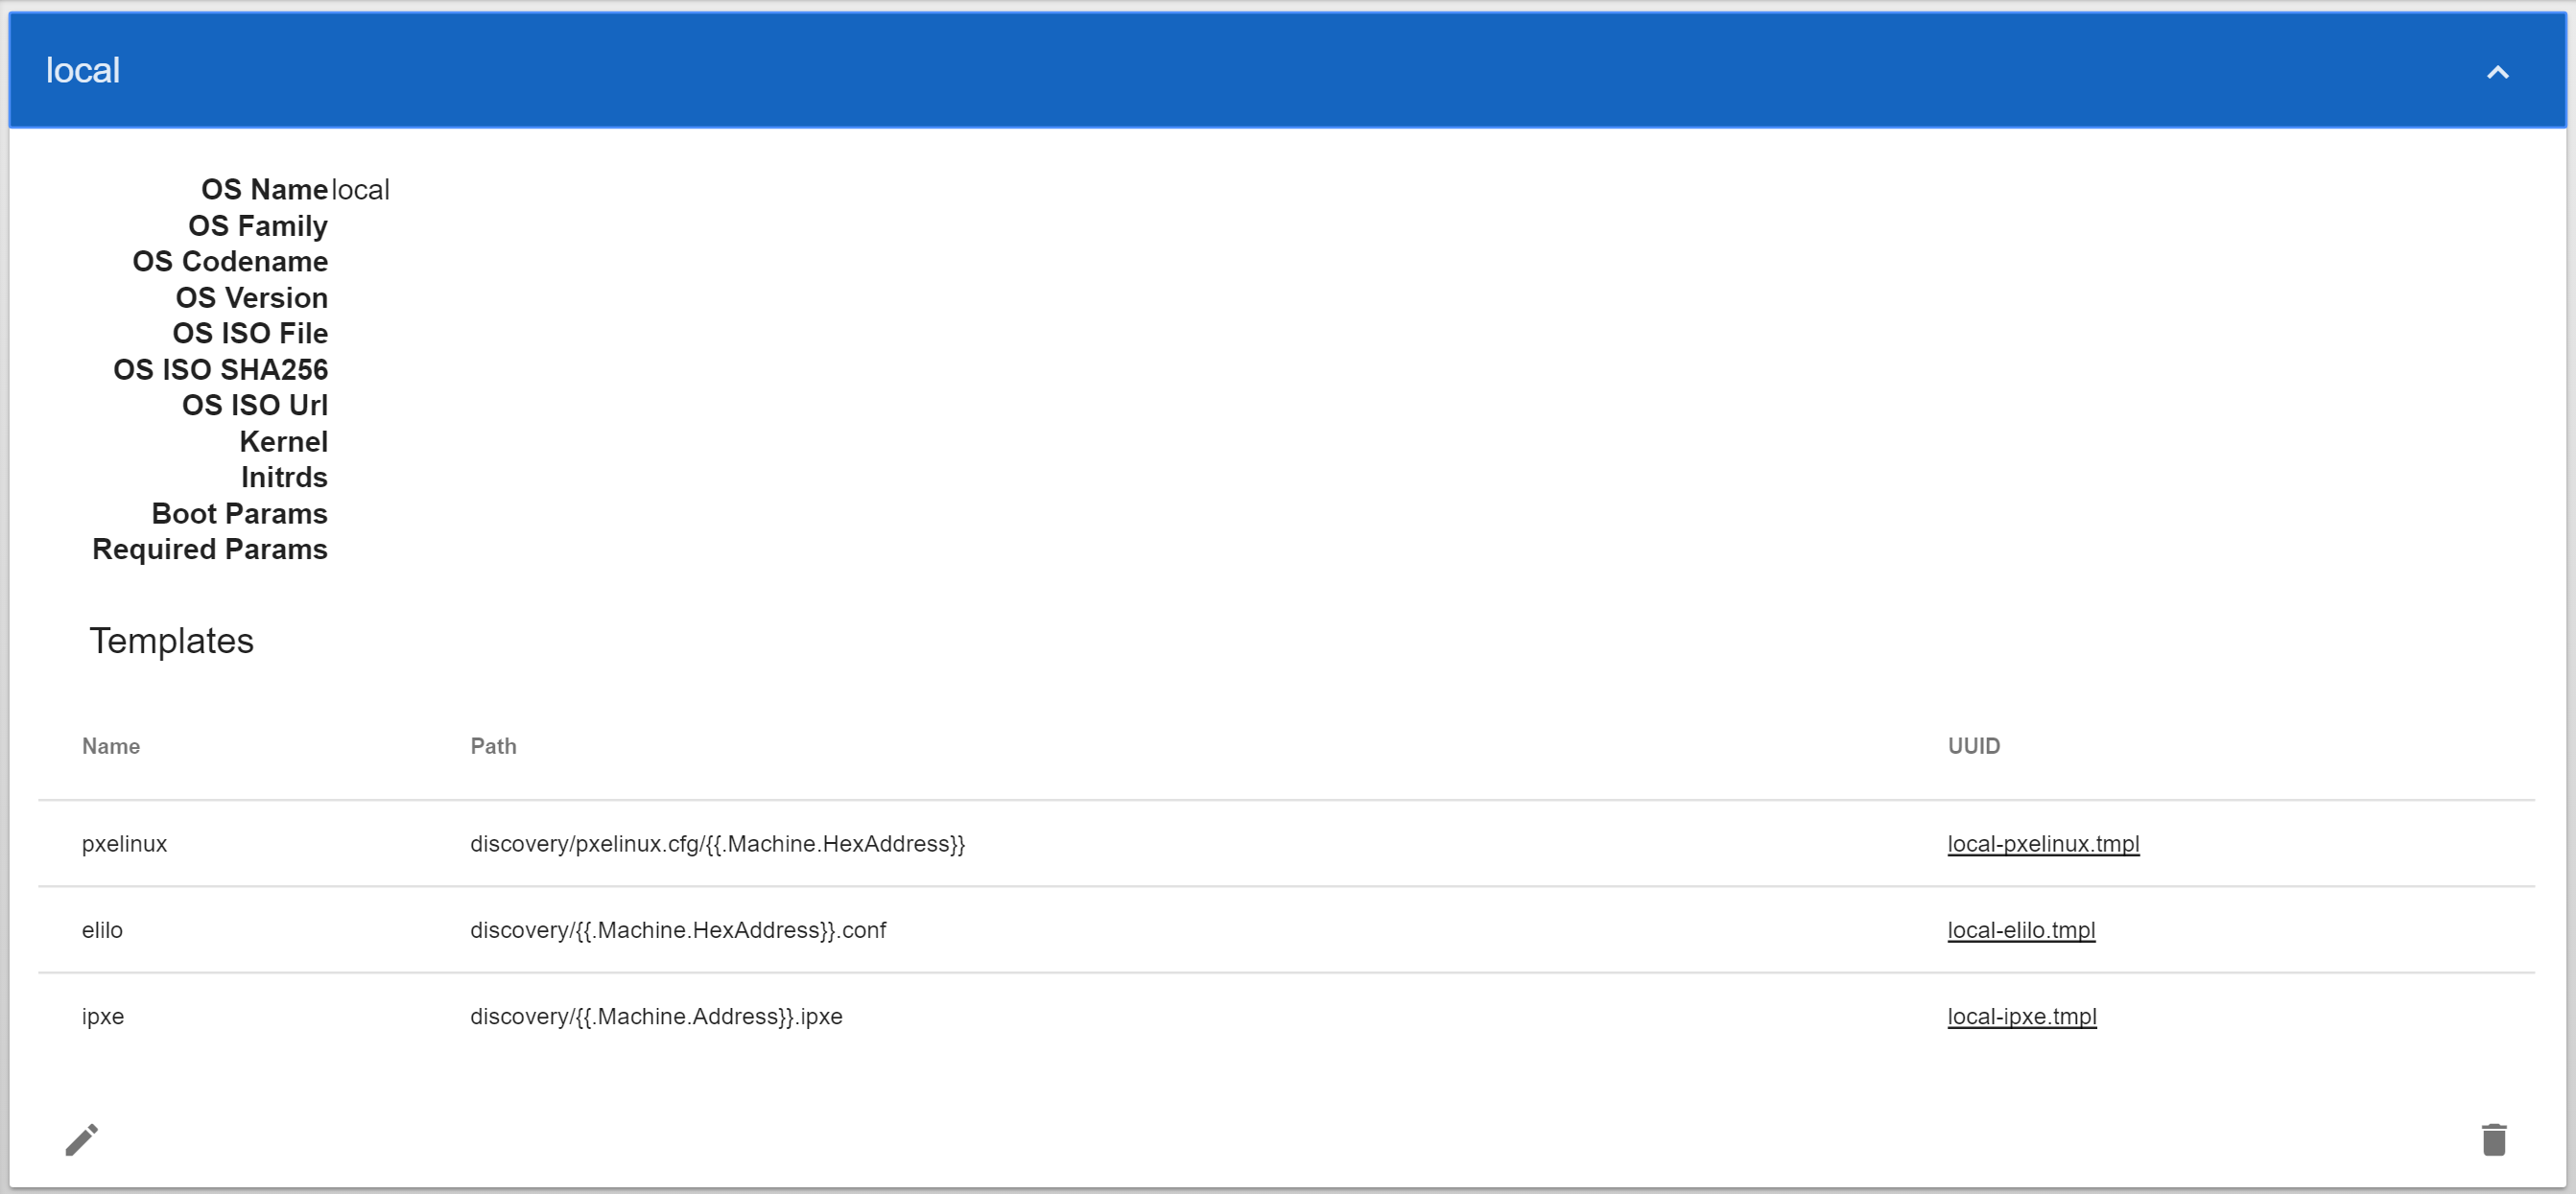 local
OS Name local
OS Family
OS Codename
OS Version
OS ISO File
OS ISO SHA256
OS ISO Url
Kernel
Initrds
Boot Params
Required Params
Templates
Name Path UUID
pxelinux discovery/pxelinux.cfg/{{.Machine.HexAddress}} local-pxelinux.tmpl
elilo discovery/{{.Machine.HexAddress}}.conf local-elilo.tmpl
ipxe discovery/{{.Machine.Address}}.ipxe local-ipxe.tmpl